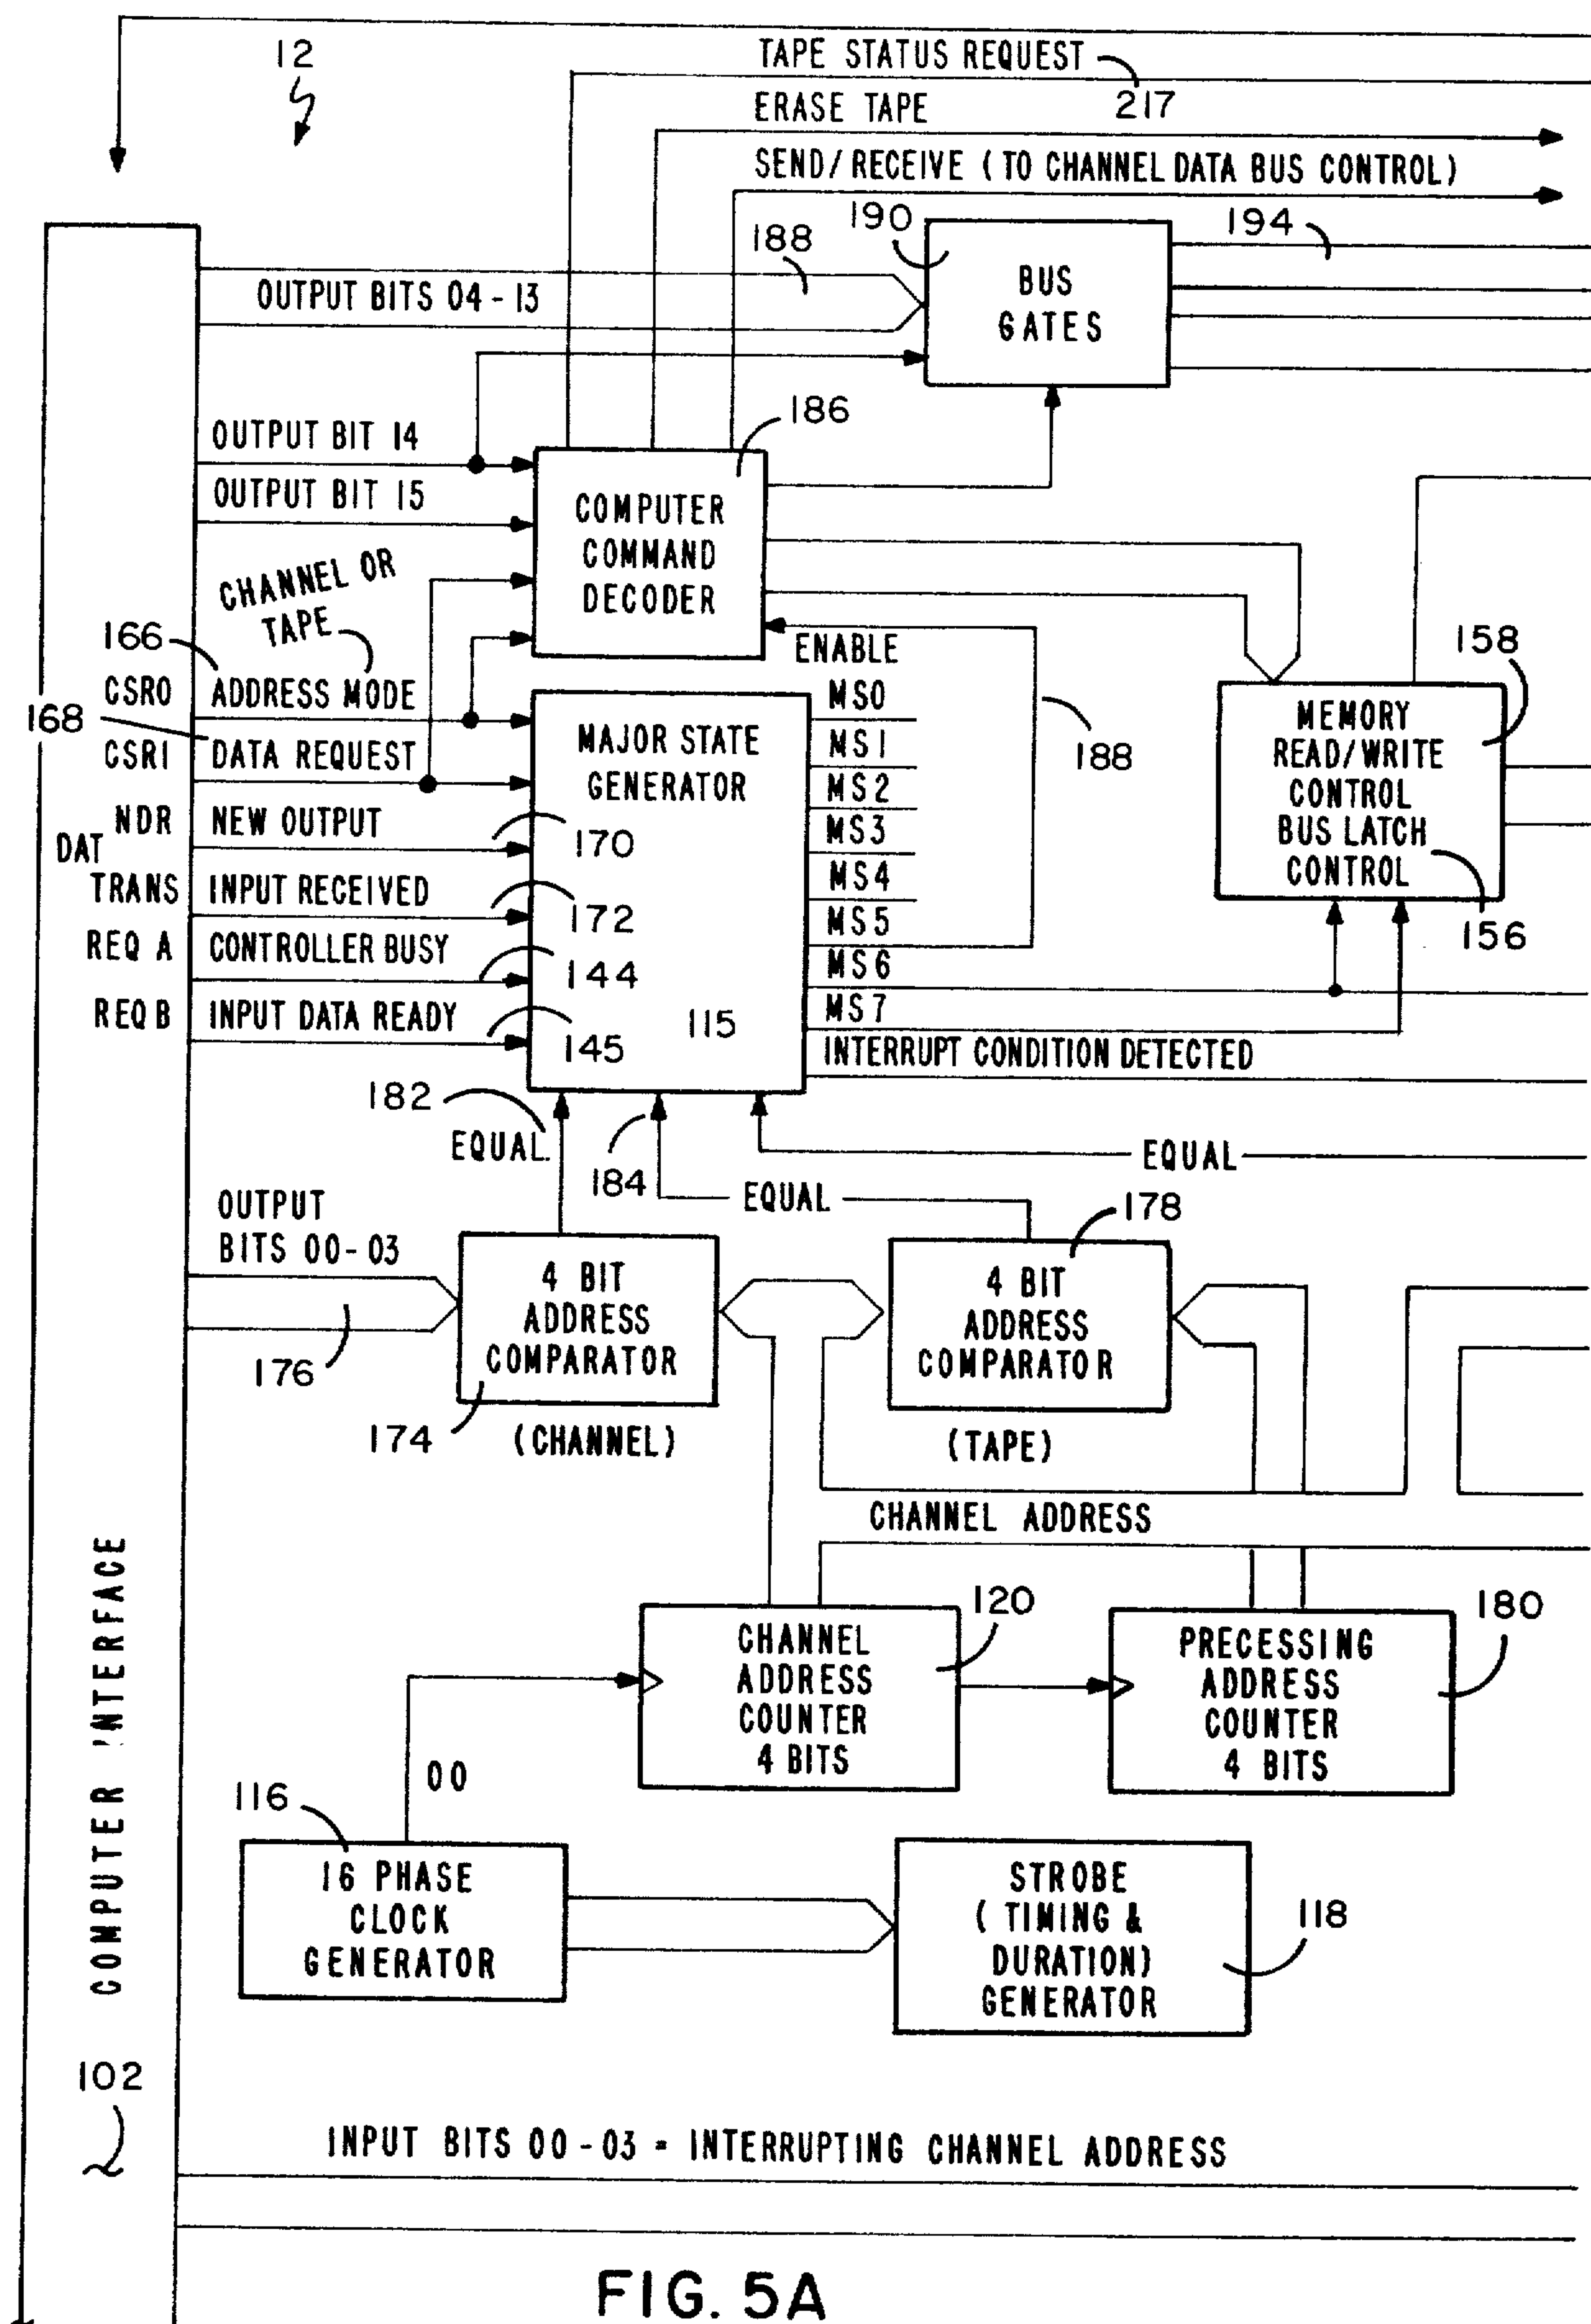 12
TAPE STATUS REQUEST
217
ERASE TAPE
SEND/RECEIVE (TO CHANNEL DATA BUS CONTROL)
188
190
194
OUTPUT BITS 04-13
BUS
GATES
186
OUTPUT BIT 14
OUTPUT BIT 15
COMPUTER
COMMAND
DECODER
CHANNEL OR
TAPE
ENABLE
166
CSR0 ADDRESS MODE
168
CSR1 DATA REQUEST
NDR NEW OUTPUT
DAT
TRANS INPUT RECEIVED
REQ A CONTROLLER BUSY
REQ B INPUT DATA READY
MAJOR STATE
GENERATOR
170
172
144
145
115
MS0
MS1
MS2
MS3
MS4
MS5
MS6
MS7
INTERRUPT CONDITION DETECTED
188
158
MEMORY
READ/WRITE
CONTROL
BUS LATCH
CONTROL
156
182
EQUAL
184
EQUAL
EQUAL
OUTPUT
BITS 00-03
176
4 BIT
ADDRESS
COMPARATOR
174
(CHANNEL)
178
4 BIT
ADDRESS
COMPARATOR
(TAPE)
CHANNEL ADDRESS
120
CHANNEL
ADDRESS
COUNTER
4 BITS
180
PRECESSING
ADDRESS
COUNTER
4 BITS
00
116
16 PHASE
CLOCK
GENERATOR
STROBE
(TIMING &
DURATION)
GENERATOR
118
COMPUTER INTERFACE
102
INPUT BITS 00-03 = INTERRUPTING CHANNEL ADDRESS
FIG. 5A